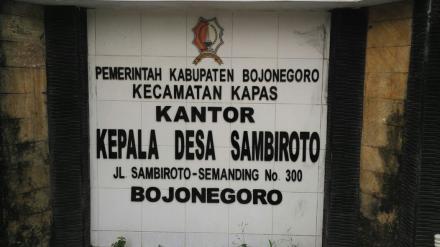 PEMERINTAH KABUPATEN BOJONEGORO
KECAMATAN KAPAS
KANTOR
KEPALA DESA SAMBIROTO
JL SAMBIROTO-SEMANDING No. 300
BOJONEGORO